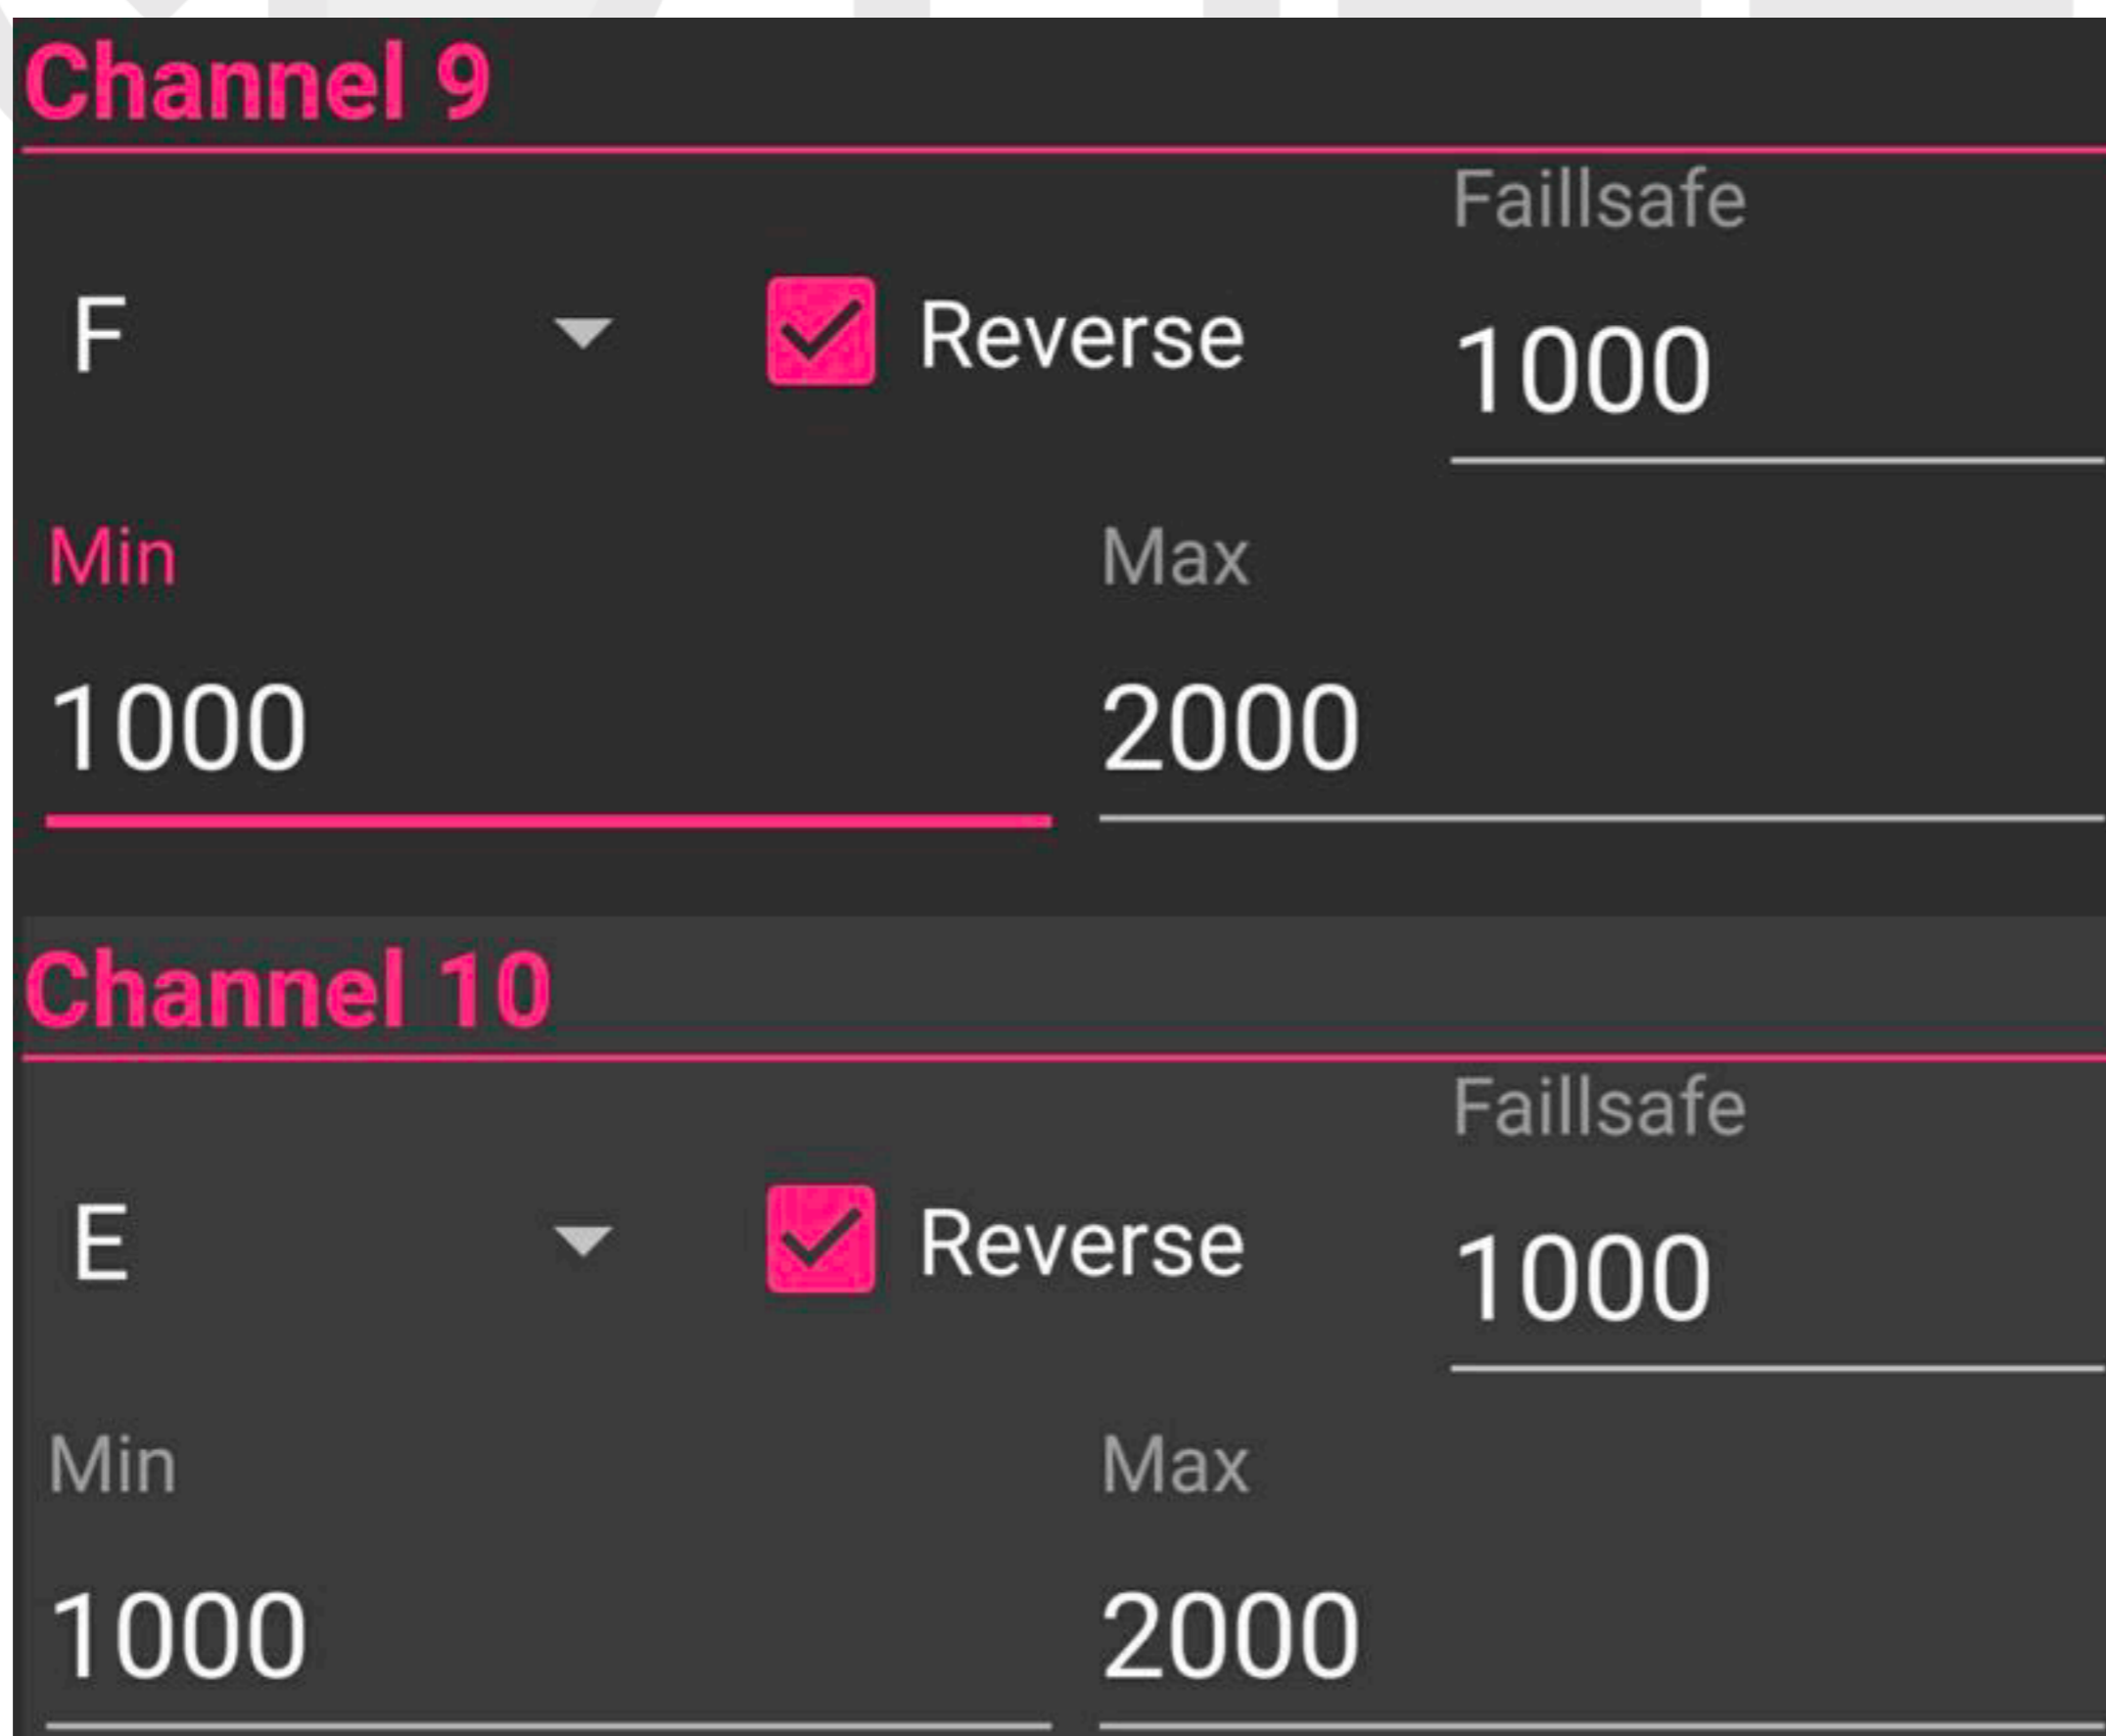 Channel 9
Faillsafe
F Reverse 1000
Min Max
1000 2000
Channel 10
Faillsafe
E Reverse 1000
Min Max
1000 2000